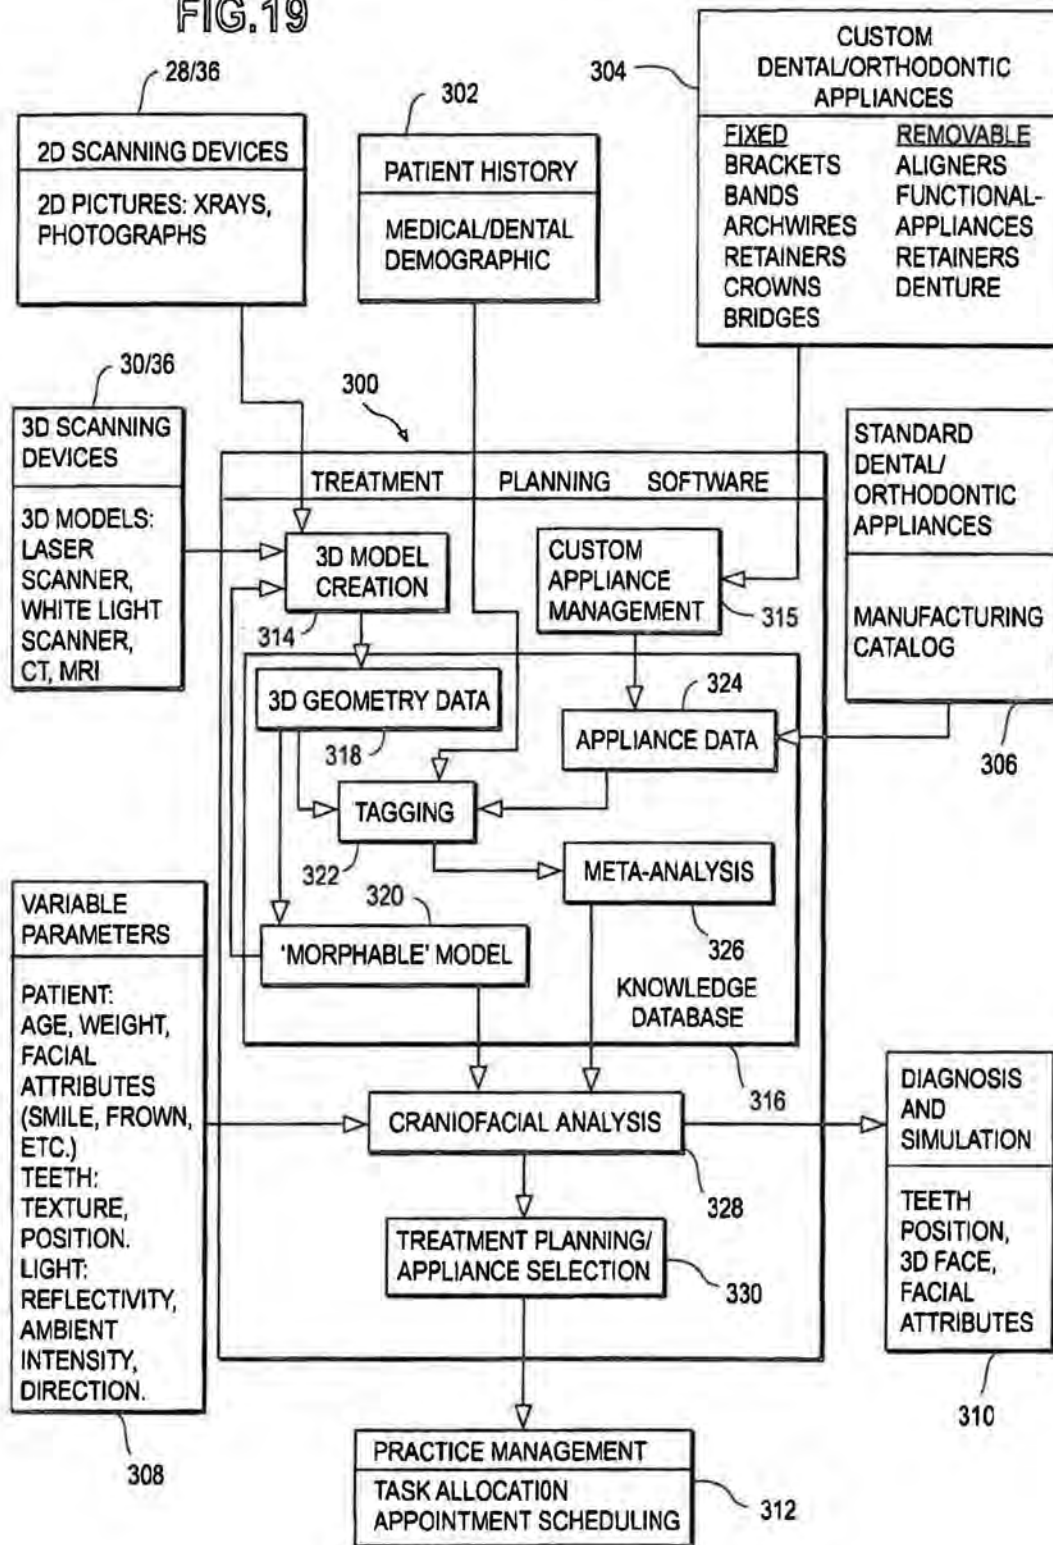 FIG.19
28/36
2D SCANNING DEVICES
2D PICTURES: XRAYS,
PHOTOGRAPHS
302
PATIENT HISTORY
MEDICAL/DENTAL
DEMOGRAPHIC
304
CUSTOM
DENTAL/ORTHODONTIC
APPLIANCES
FIXED
BRACKETS
BANDS
ARCHWIRES
RETAINERS
CROWNS
BRIDGES
REMOVABLE
ALIGNERS
FUNCTIONAL-
APPLIANCES
RETAINERS
DENTURE
30/36
3D SCANNING
DEVICES
3D MODELS:
LASER
SCANNER,
WHITE LIGHT
SCANNER,
CT, MRI
300
TREATMENT PLANNING SOFTWARE
3D MODEL
CREATION
314
CUSTOM
APPLIANCE
MANAGEMENT
315
STANDARD
DENTAL/
ORTHODONTIC
APPLIANCES
MANUFACTURING
CATALOG
306
3D GEOMETRY DATA
318
324
APPLIANCE DATA
TAGGING
322
META-ANALYSIS
326
320
'MORPHABLE' MODEL
KNOWLEDGE
DATABASE
316
VARIABLE
PARAMETERS
PATIENT:
AGE, WEIGHT,
FACIAL
ATTRIBUTES
(SMILE, FROWN,
ETC.)
TEETH:
TEXTURE,
POSITION.
LIGHT:
REFLECTIVITY,
AMBIENT
INTENSITY,
DIRECTION.
308
CRANIOFACIAL ANALYSIS
328
TREATMENT PLANNING/
APPLIANCE SELECTION
330
DIAGNOSIS
AND
SIMULATION
TEETH
POSITION,
3D FACE,
FACIAL
ATTRIBUTES
310
PRACTICE MANAGEMENT
TASK ALLOCATION
APPOINTMENT SCHEDULING
312